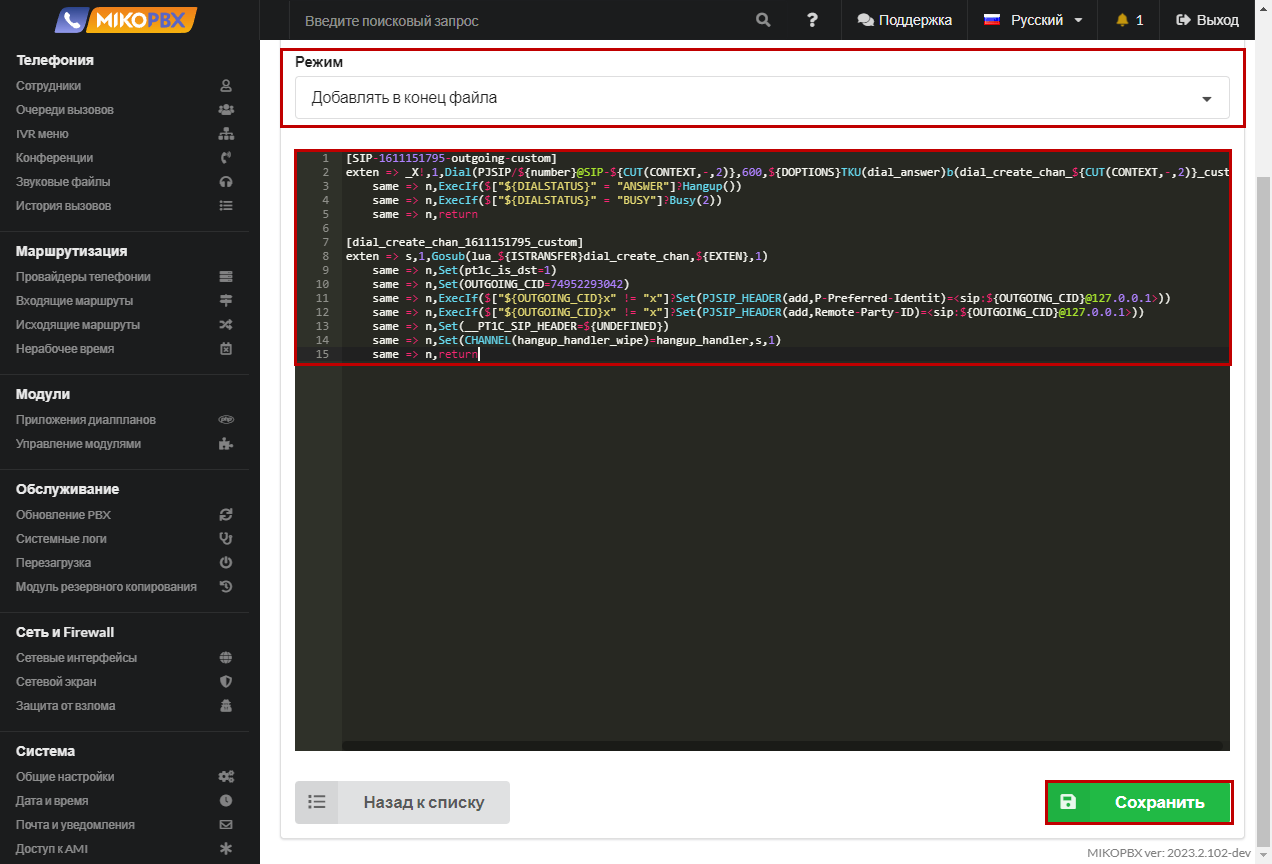 MIKOPBX
Введите поисковый запрос
?
Поддержка
Русский
1
Выход
Телефония
Сотрудники
Очереди вызовов
IVR меню
Конференции
Звуковые файлы
История вызовов
Маршрутизация
Провайдеры телефонии
Входящие маршруты
Исходящие маршруты
Нерабочее время
Модули
Приложения диалпланов
php
Управление модулями
Обслуживание
Обновление PBX
Системные логи
Перезагрузка
Модуль резервного копирования
Сеть и Firewall
Сетевые интерфейсы
Сетевой экран
Защита от взлома
Система
Общие настройки
Дата и время
Почта и уведомления
Доступ к AMI
Режим
Добавлять в конец файла
1 [SIP-1611151795-outgoing-custom]
2 exten => _X!,1,Dial(PJSIP/${number}@SIP-${CUT(CONTEXT,-,2)},600,${DOPTIONS}TKU(dial_answer)b(dial_create_chan_${CUT(CONTEXT,-,2)}_cust
3 same => n,ExecIf($["${DIALSTATUS}" = "ANSWER"]?Hangup())
4 same => n,ExecIf($["${DIALSTATUS}" = "BUSY"]?Busy(2))
5 same => n,return
6
7 [dial_create_chan_1611151795_custom]
8 exten => s,1,Gosub(lua_${ISTRANSFER}dial_create_chan,${EXTEN},1)
9 same => n,Set(pt1c_is_dst=1)
10 same => n,Set(OUTGOING_CID=74952293042)
11 same => n,ExecIf($["${OUTGOING_CID}x" != "x"]?Set(PJSIP_HEADER(add,P-Preferred-Identit)=<sip:${OUTGOING_CID}@127.0.0.1>))
12 same => n,ExecIf($["${OUTGOING_CID}x" != "x"]?Set(PJSIP_HEADER(add,Remote-Party-ID)=<sip:${OUTGOING_CID}@127.0.0.1>))
13 same => n,Set(__PT1C_SIP_HEADER=${UNDEFINED})
14 same => n,Set(CHANNEL(hangup_handler_wipe)=hangup_handler,s,1)
15 same => n,return
Назад к списку
Сохранить
MIKOPBX ver: 2023.2.102-dev